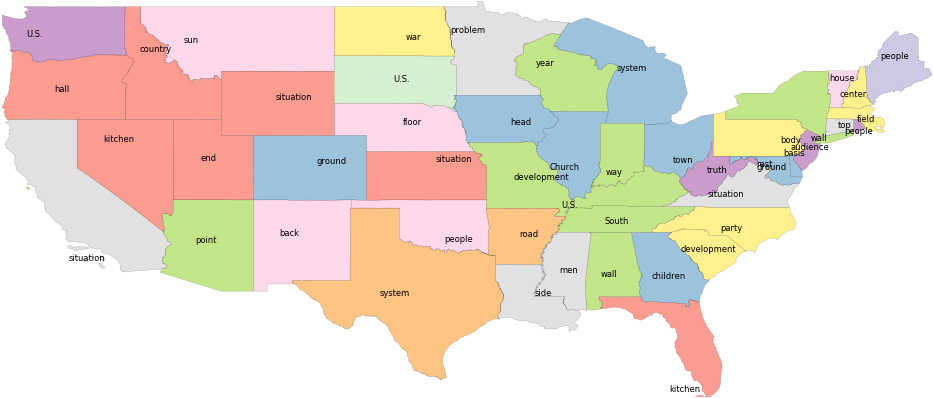 U.S.
country
sun
war
problem
people
year
system
house
hall
situation
U.S.
center
kitchen
floor
head
top
field
people
wall
body
audience
basis
end
ground
situation
development
Church
way
town
truth
rest
ground
situation
point
back
people
road
U.S.
South
party
development
situation
system
side
men
wall
children
kitchen